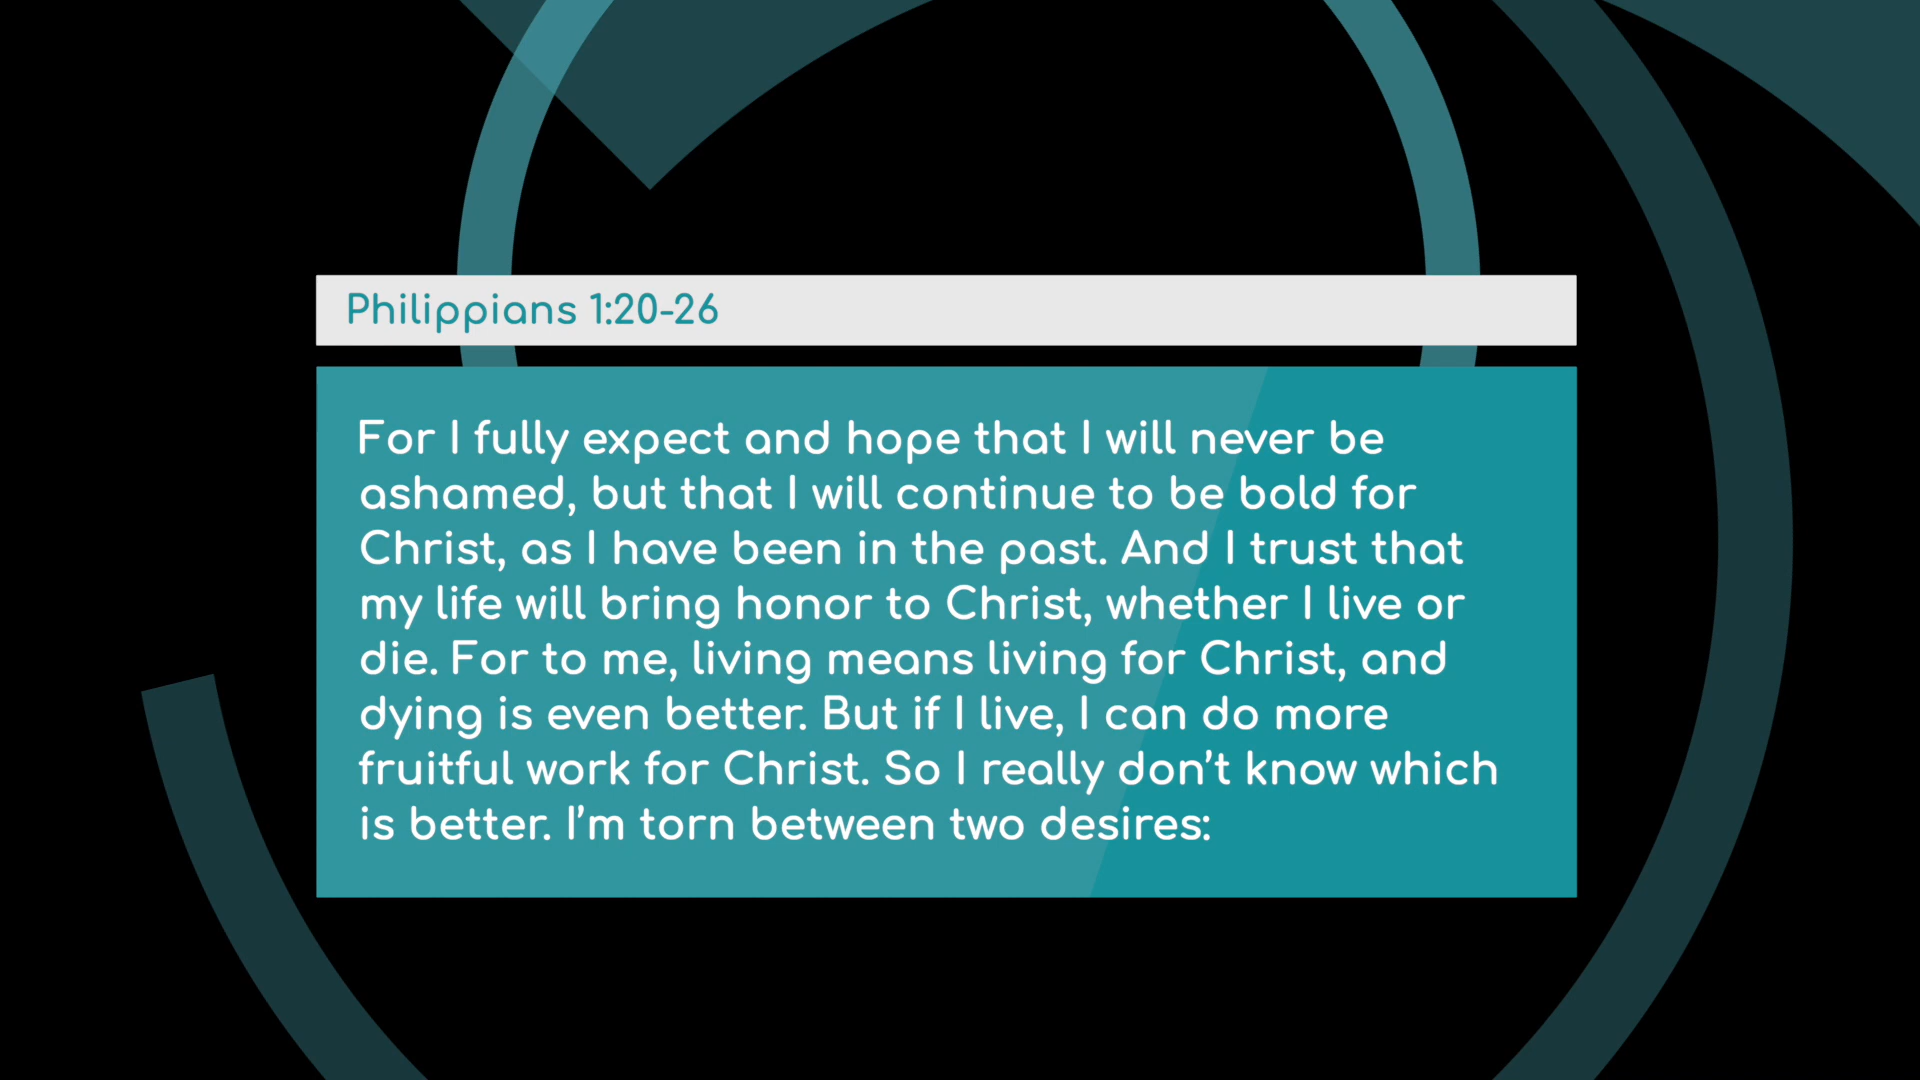 Philippians 1:20-26
For I fully expect and hope that I will never be
ashamed, but that I will continue to be bold for
Christ, as I have been in the past. And I trust that
my life will bring honor to Christ, whether I live or
die. For to me, living means living for Christ, and
dying is even better. But if I live, I can do more
fruitful work for Christ. So I really don’t know which
is better. I’m torn between two desires: